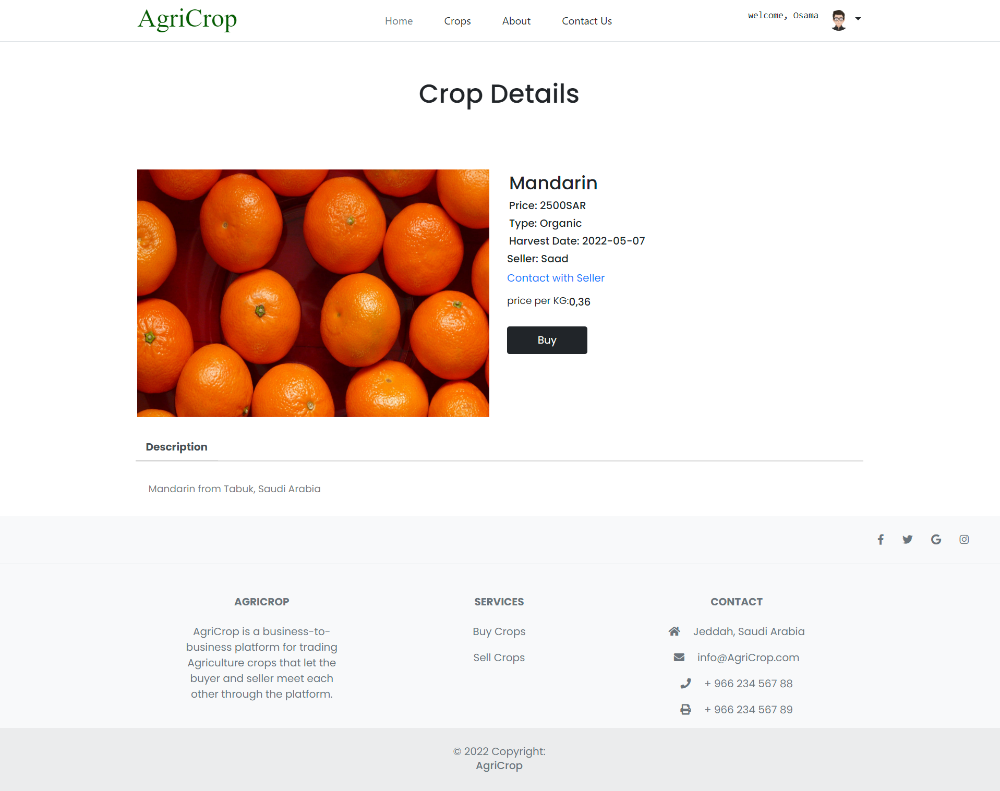 AgriCrop
Home
Crops
About
Contact Us
welcome, Osama
Crop Details
Mandarin
Price: 2500SAR
Type: Organic
Harvest Date: 2022-05-07
Seller: Saad
Contact with Seller
price per KG:0,36
Buy
Description
Mandarin from Tabuk, Saudi Arabia
AGRICROP
AgriCrop is a business-to-
business platform for trading
Agriculture crops that let the
buyer and seller meet each
other through the platform.
SERVICES
Buy Crops
Sell Crops
CONTACT
Jeddah, Saudi Arabia
info@AgriCrop.com
+ 966 234 567 88
+ 966 234 567 89
© 2022 Copyright:
AgriCrop